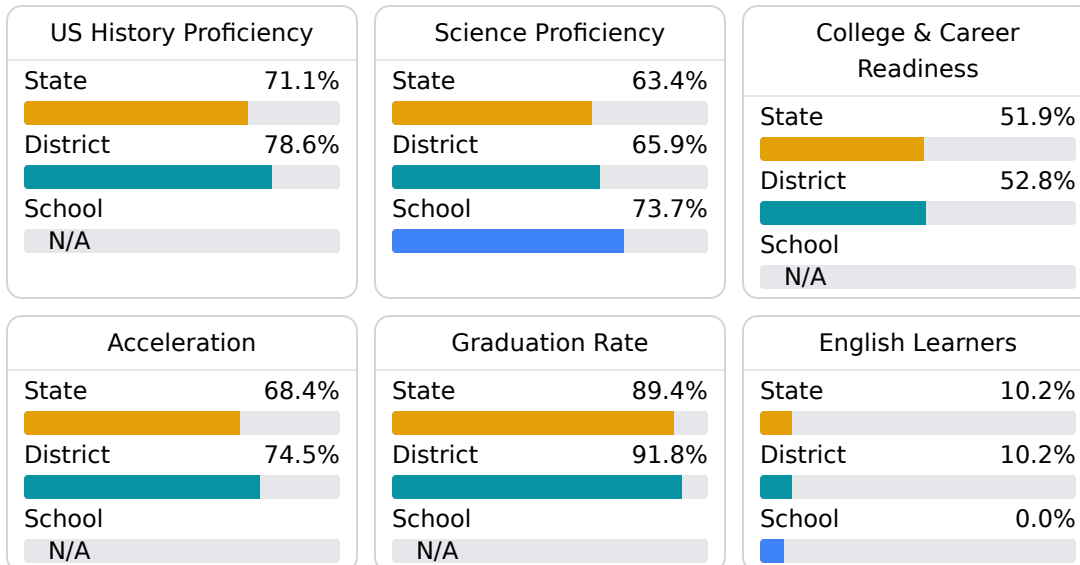 US History Proficiency
State 71.1%
District 78.6%
School
N/A
Science Proficiency
State 63.4%
District 65.9%
School 73.7%
College & Career
Readiness
State 51.9%
District 52.8%
School
N/A
Acceleration
State 68.4%
District 74.5%
School
N/A
Graduation Rate
State 89.4%
District 91.8%
School
N/A
English Learners
State 10.2%
District 10.2%
School 0.0%